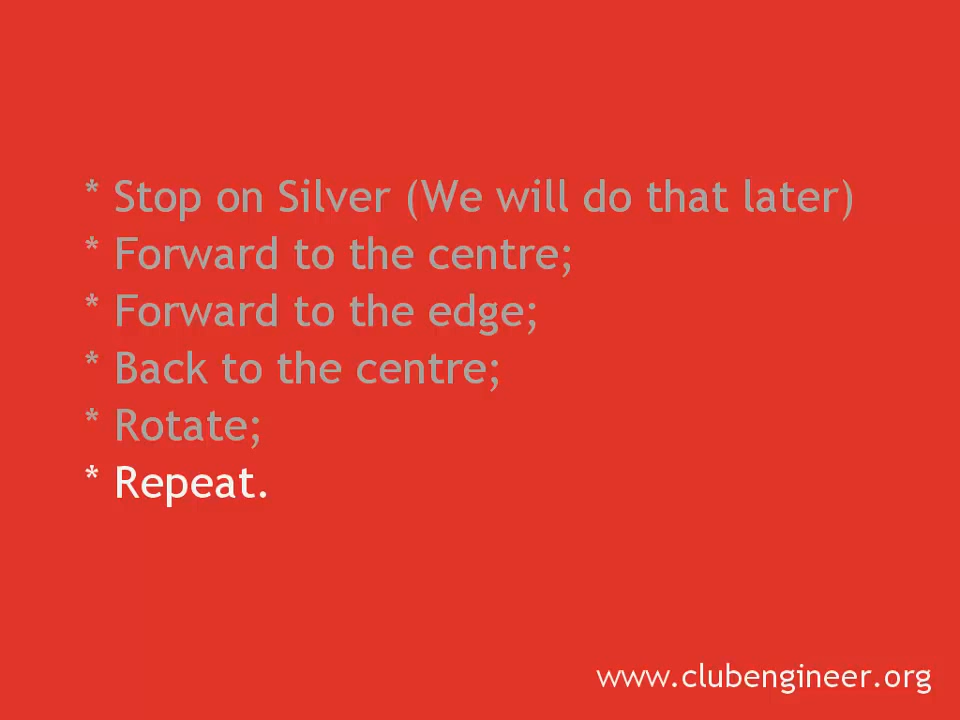 * Stop on Silver (We will do that later)
* Forward to the centre;
* Forward to the edge;
* Back to the centre;
* Rotate;
* Repeat.
www.clubengineer.org